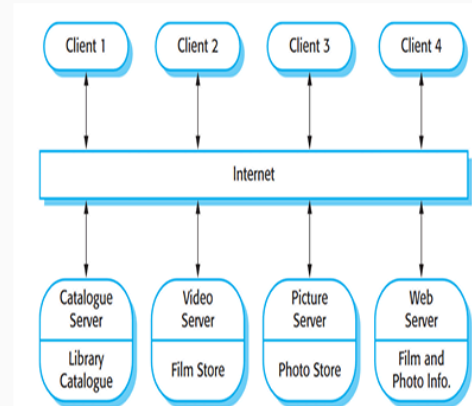 Client 1
Client 2
Client 3
Client 4
Internet
Catalogue
Server
Library
Catalogue
Video
Server
Film Store
Picture
Server
Photo Store
Web
Server
Film and
Photo Info.